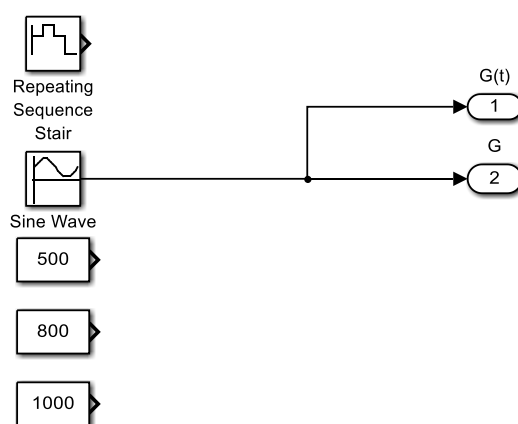 Repeating
Sequence
Stair
G(t)
1
G
2
Sine Wave
500
800
1000